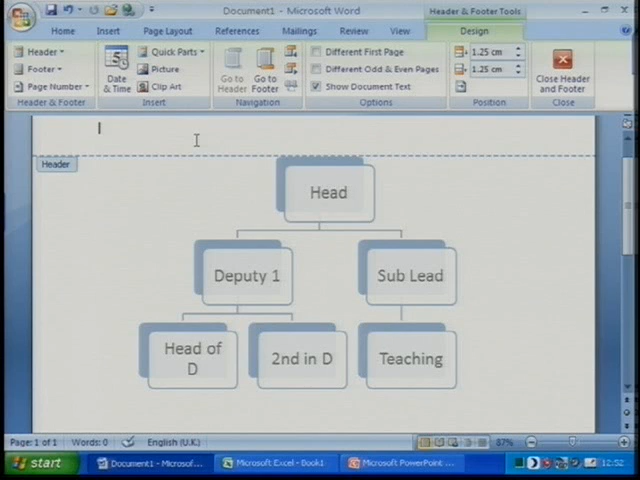 Document1 - Microsoft Word
Header & Footer Tools
Home Insert Page Layout References Mailings Review View Design
Header
Footer
Page Number
Header & Footer
Date & Time
Quick Parts
Picture
Clip Art
Insert
Go to Header
Go to Footer
Navigation
Different First Page
Different Odd & Even Pages
Show Document Text
Options
1.25 cm
1.25 cm
Position
Close Header and Footer
Close
Header
Head
Deputy 1
Sub Lead
Head of
D
2nd in D
Teaching
Page: 1 of 1 Words: 0 English (U.K.) 87%
start Document1 - Microsof... Microsoft Excel - Book1 Microsoft PowerPoint ... 12:52